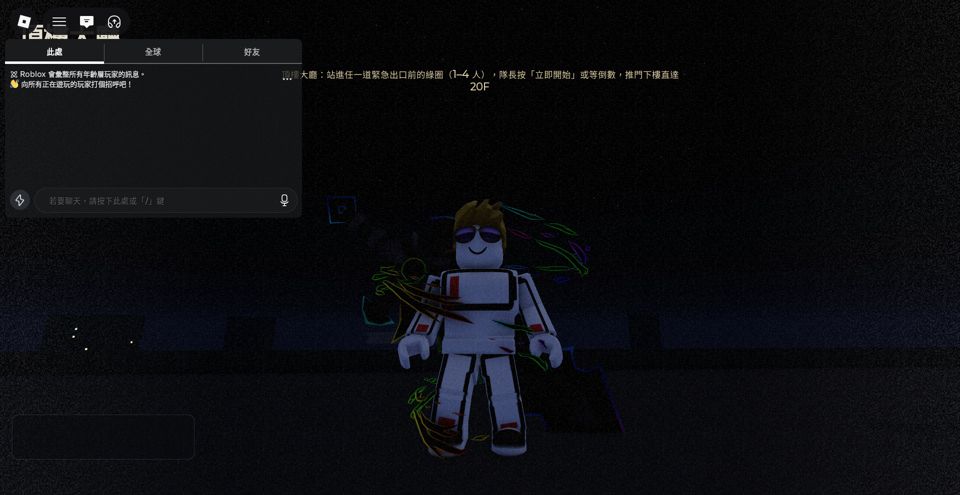 此處
全球
好友
Roblox 會彙整所有年齡層玩家的訊息。
👋 向所有正在遊玩的玩家打個招呼吧！
大廳：站進任一道緊急出口前的綠圈（1–4 人），隊長按「立即開始」或等倒數，推門下樓直達
20F
若要聊天，請按下此處或「/」鍵